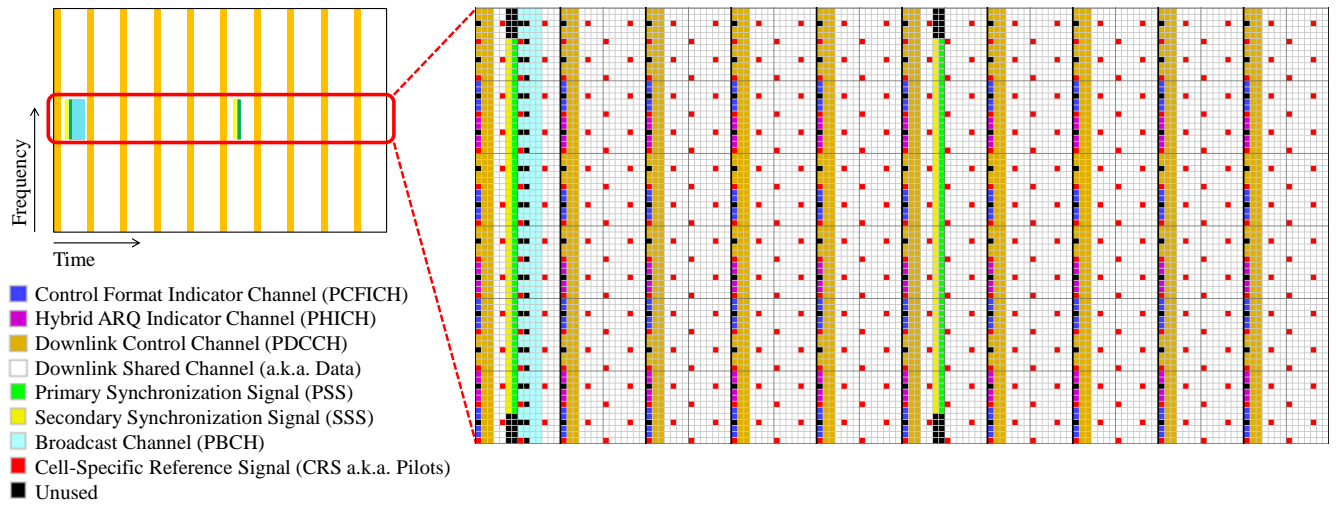 Frequency
Time
Control Format Indicator Channel (PCFICH)
Hybrid ARQ Indicator Channel (PHICH)
Downlink Control Channel (PDCCH)
Downlink Shared Channel (a.k.a. Data)
Primary Synchronization Signal (PSS)
Secondary Synchronization Signal (SSS)
Broadcast Channel (PBCH)
Cell-Specific Reference Signal (CRS a.k.a. Pilots)
Unused